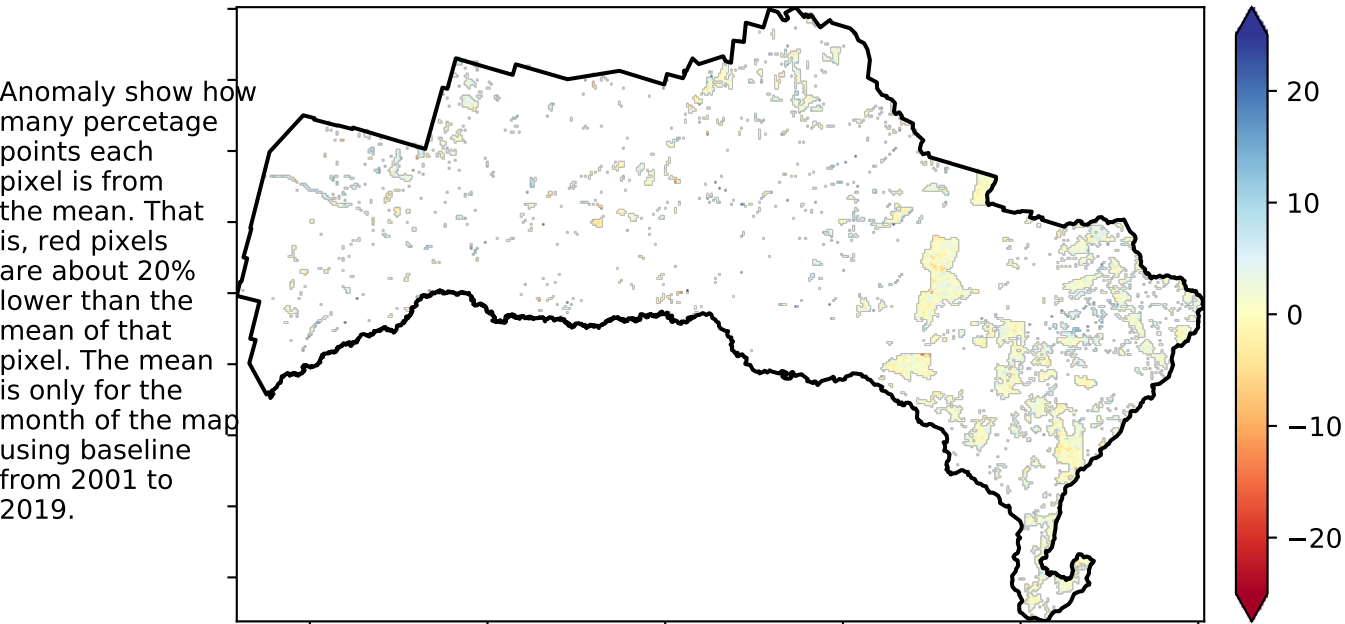 Anomaly show how
many percetage
points each
pixel is from
the mean. That
is, red pixels
are about 20%
lower than the
mean of that
pixel. The mean
is only for the
month of the map
using baseline
from 2001 to
2019.
20
10
0
−10
−20